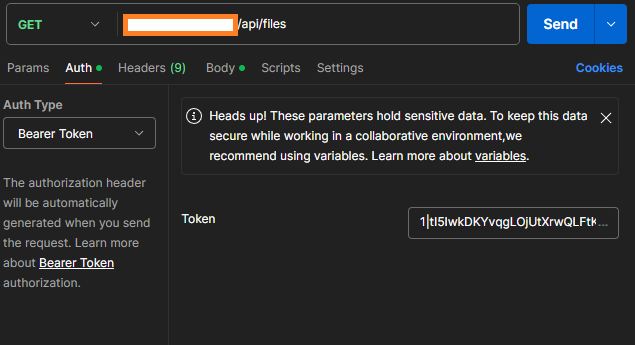 GET
/api/files
Send
Params
Auth
Headers (9)
Body
Scripts
Settings
Cookies
Auth Type
Bearer Token
The authorization header
will be automatically
generated when you send
the request. Learn more
about Bearer Token
authorization.
Heads up! These parameters hold sensitive data. To keep this data
secure while working in a collaborative environment,we
recommend using variables. Learn more about variables.
Token
1|tI5IwkDKYvqgLOjUtXrwQLFtK...